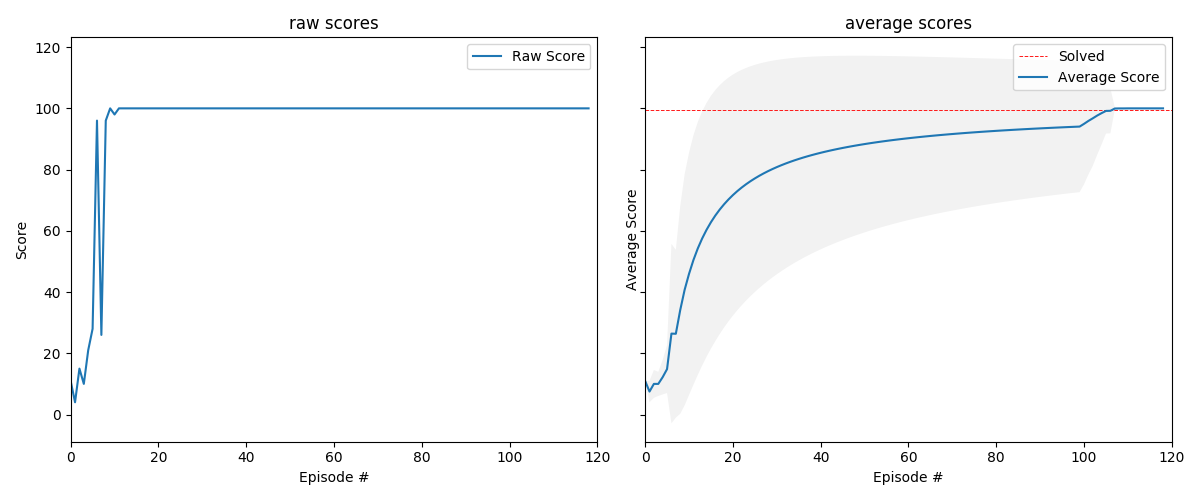 raw scores
Raw Score
Score
120
100
80
60
40
20
0
0 20 40 60 80 100 120
Episode #
average scores
Solved
Average Score
Average Score
0 20 40 60 80 100 120
Episode #